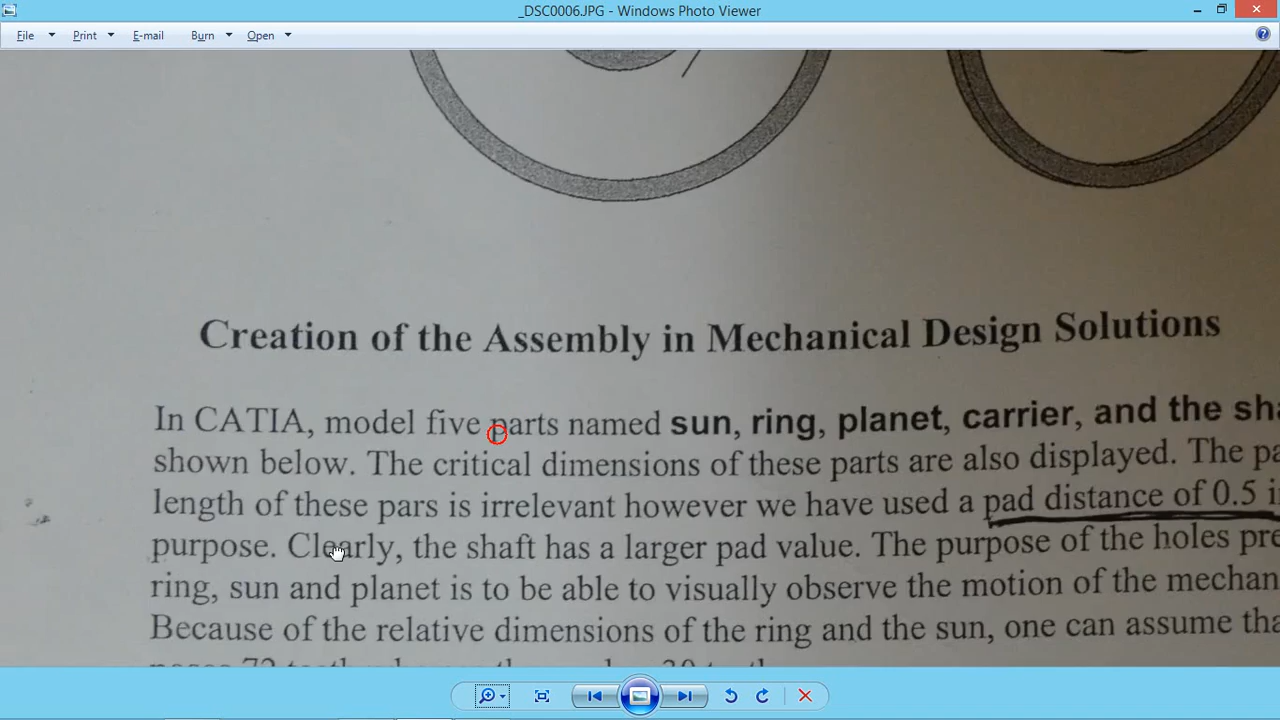 _DSC0006.JPG - Windows Photo Viewer
File Print E-mail Burn Open
Creation of the Assembly in Mechanical Design Solutions
In CATIA, model five parts named sun, ring, planet, carrier, and the sha
shown below. The critical dimensions of these parts are also displayed. The pa
length of these pars is irrelevant however we have used a pad distance of 0.5 i
purpose. Clearly, the shaft has a larger pad value. The purpose of the holes pre
ring, sun and planet is to be able to visually observe the motion of the mechan
Because of the relative dimensions of the ring and the sun, one can assume tha